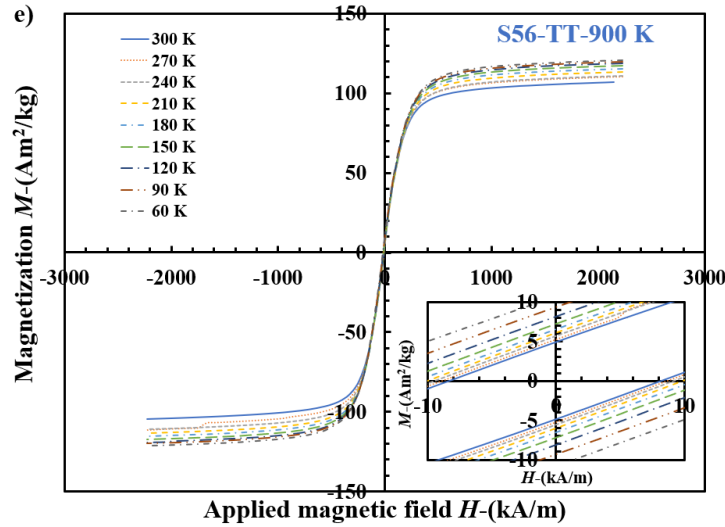 e)
S56-TT-900 K
300 K
270 K
240 K
210 K
180 K
150 K
120 K
90 K
60 K
Magnetization M-(Am²/kg)
150
100
50
0
-50
-100
-150
-3000 -2000 -1000 0 1000 2000 3000
Applied magnetic field H-(kA/m)
M-(Am²/kg)
10
5
0
-5
-10
-10 0 10
H-(kA/m)